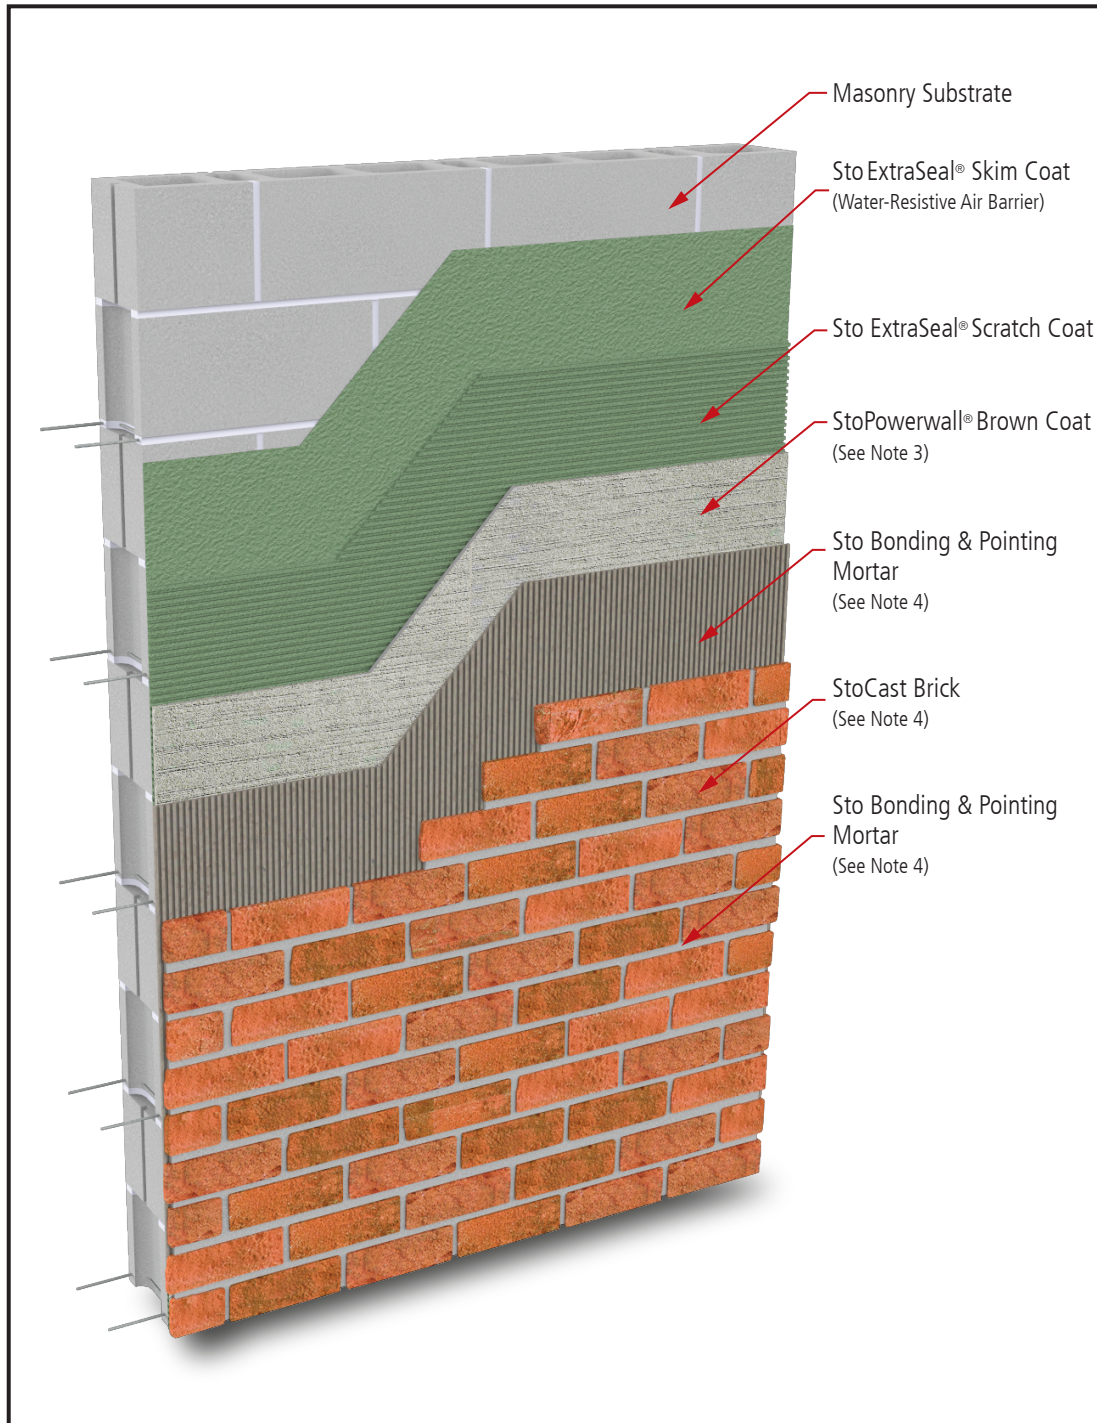 Masonry Substrate
Sto ExtraSeal® Skim Coat
(Water-Resistive Air Barrier)
Sto ExtraSeal® Scratch Coat
StoPowerwall® Brown Coat
(See Note 3)
Sto Bonding & Pointing
Mortar
(See Note 4)
StoCast Brick
(See Note 4)
Sto Bonding & Pointing
Mortar
(See Note 4)